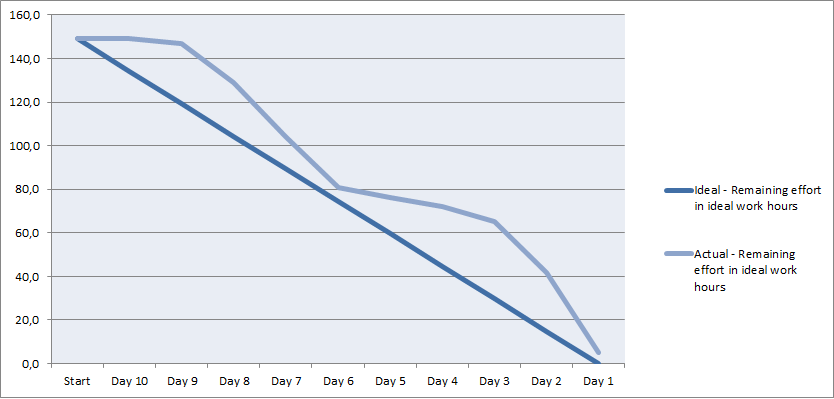 160,0
140,0
120,0
100,0
80,0
60,0
40,0
20,0
0,0
Start Day 10 Day 9 Day 8 Day 7 Day 6 Day 5 Day 4 Day 3 Day 2 Day 1
Ideal - Remaining effort
in ideal work hours
Actual - Remaining
effort in ideal work
hours